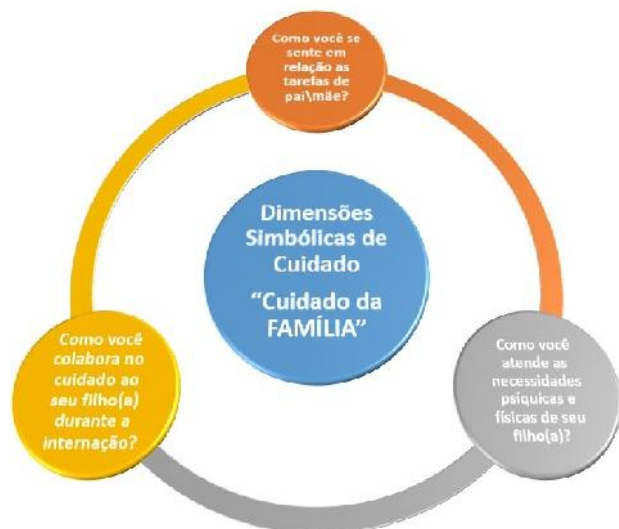 Como você se
sente em
relação as
tarefas de
pai\mãe?
Dimensões
Simbólicas de
Cuidado
“Cuidado da
FAMÍLIA”
Como você
colabora no
cuidado ao
seu filho(a)
durante a
internação?
Como você
atende as
necessidades
psíquicas e
físicas de seu
filho(a)?